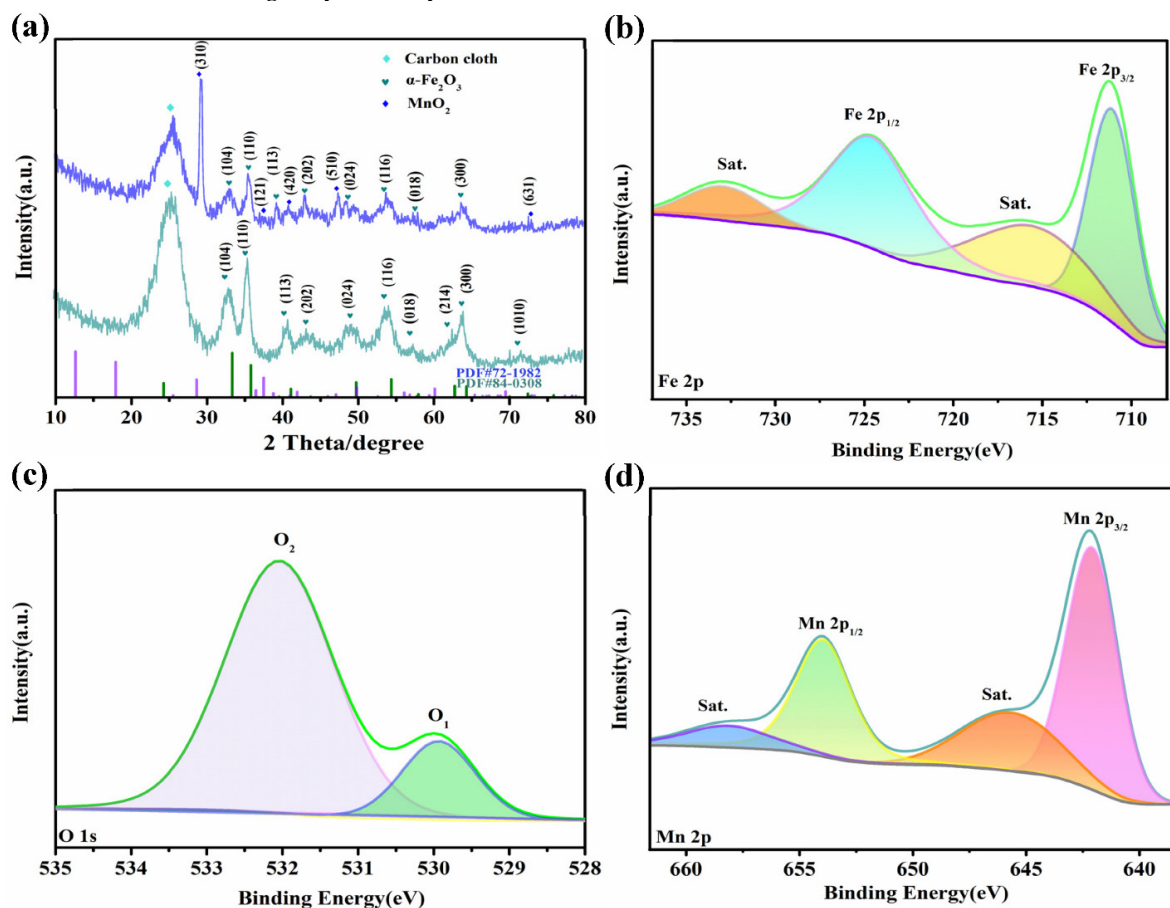 (a)
(310)
Carbon cloth
α-Fe₂O₃
MnO₂
(104)
(110)
(121)
(113)
(420)
(202)
(510)
(024)
(116)
(018)
(300)
(631)
(104)
(110)
(113)
(202)
(024)
(116)
(018)
(214)
(300)
(1010)
PDF#72-1982
PDF#84-0308
Intensity(a.u.)
10 20 30 40 50 60 70 80
2 Theta/degree
(b)
Fe 2p₃/₂
Fe 2p₁/₂
Sat.
Sat.
Intensity(a.u.)
Fe 2p
735 730 725 720 715 710
Binding Energy(eV)
(c)
O₂
O₁
Intensity(a.u.)
O 1s
535 534 533 532 531 530 529 528
Binding Energy(eV)
(d)
Mn 2p₃/₂
Mn 2p₁/₂
Sat.
Sat.
Intensity(a.u.)
Mn 2p
660 655 650 645 640
Binding Energy(eV)